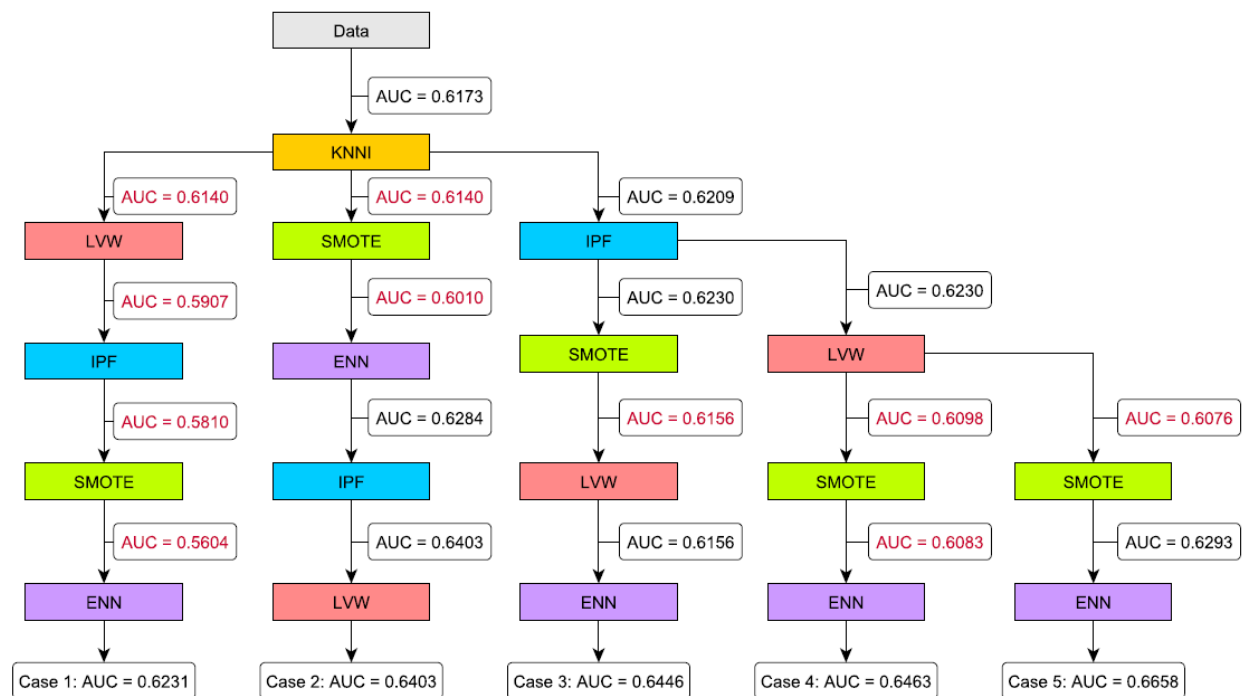 Data
AUC = 0.6173
KNNI
AUC = 0.6140
AUC = 0.6140
AUC = 0.6209
LVW
SMOTE
IPF
AUC = 0.5907
AUC = 0.6010
AUC = 0.6230
AUC = 0.6230
IPF
ENN
SMOTE
LVW
AUC = 0.5810
AUC = 0.6284
AUC = 0.6156
AUC = 0.6098
AUC = 0.6076
SMOTE
IPF
LVW
SMOTE
SMOTE
AUC = 0.5604
AUC = 0.6403
AUC = 0.6156
AUC = 0.6083
AUC = 0.6293
ENN
LVW
ENN
ENN
ENN
Case 1: AUC = 0.6231
Case 2: AUC = 0.6403
Case 3: AUC = 0.6446
Case 4: AUC = 0.6463
Case 5: AUC = 0.6658